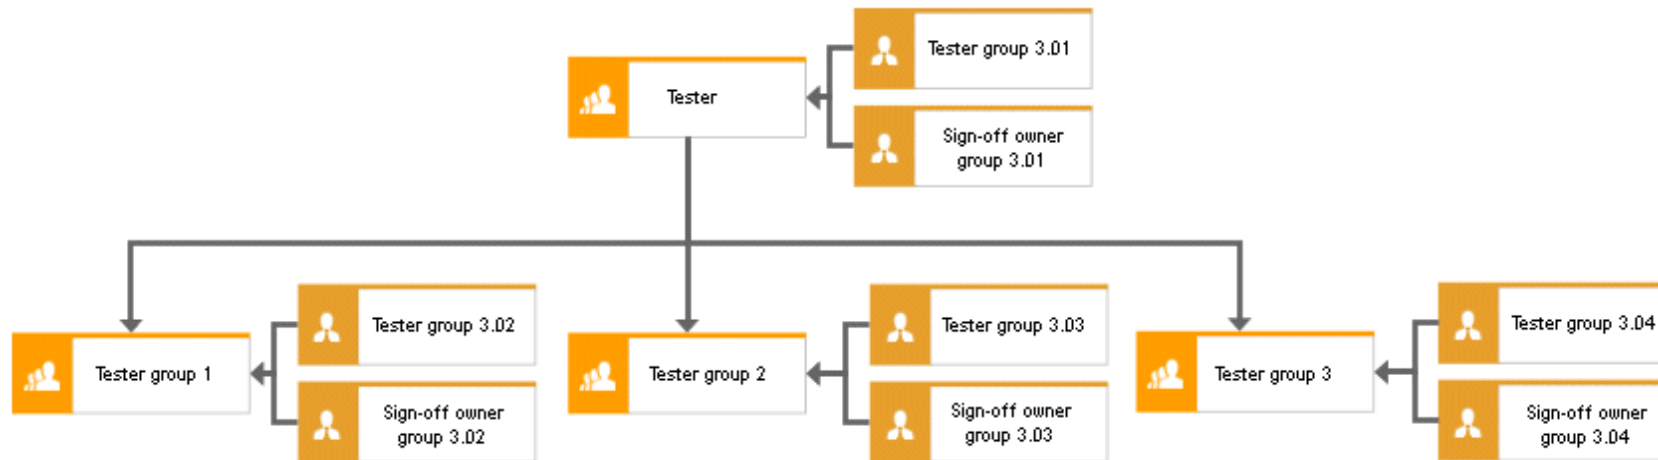 Tester group 3.01
Tester
Sign-off owner
group 3.01
Tester group 3.02
Tester group 1
Sign-off owner
group 3.02
Tester group 3.03
Tester group 2
Sign-off owner
group 3.03
Tester group 3.04
Tester group 3
Sign-off owner
group 3.04